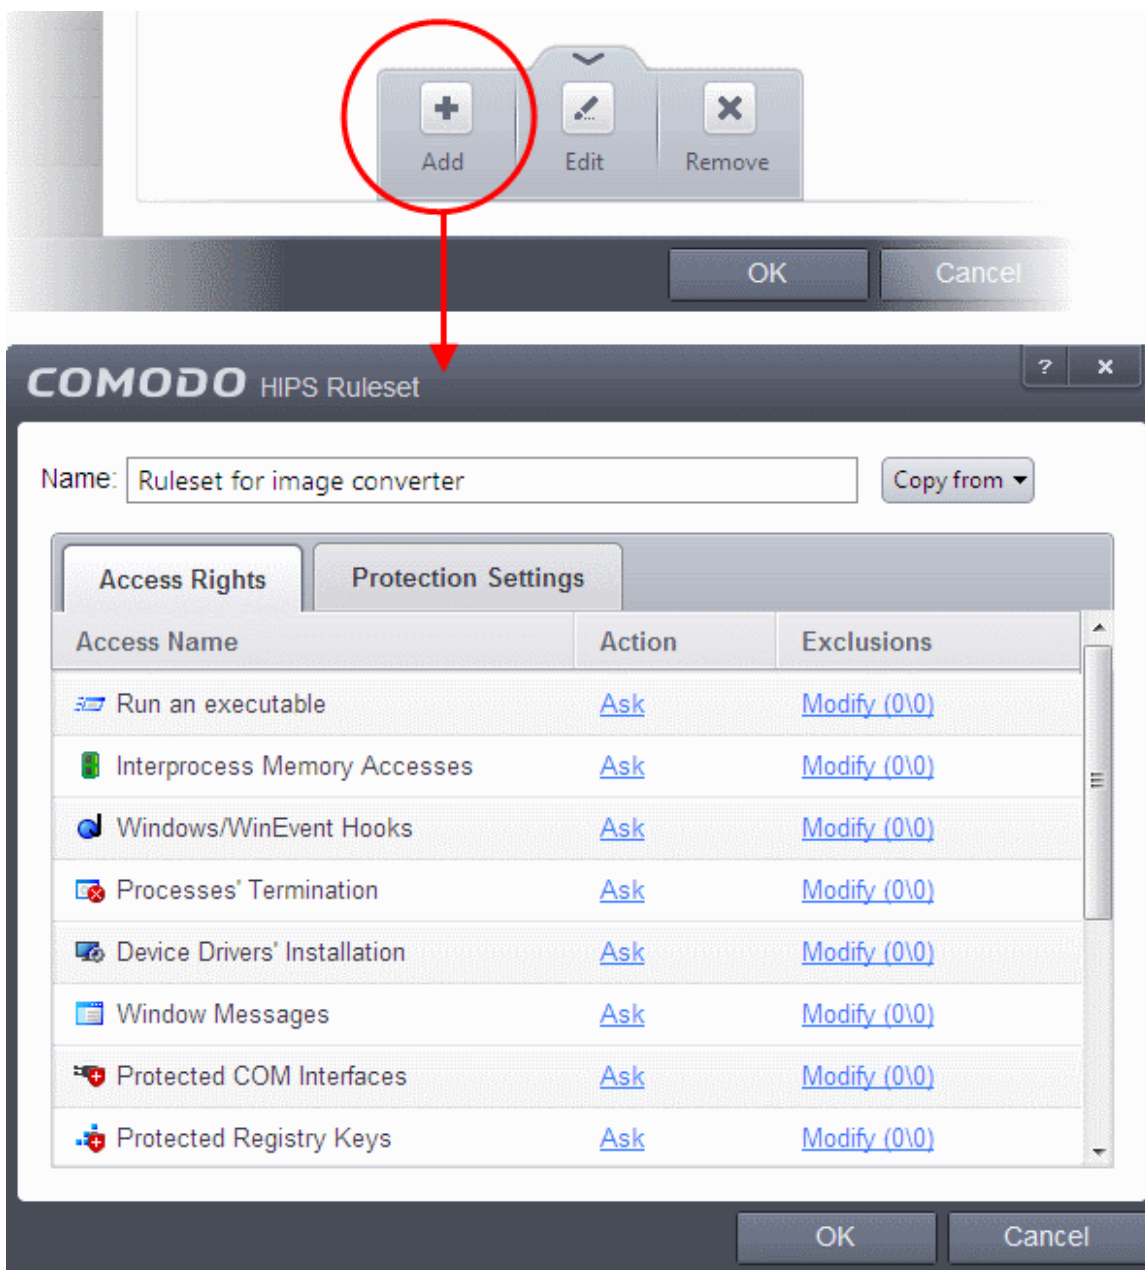 Add Edit Remove
OK Cancel
COMODO HIPS Ruleset ? x
Name: Ruleset for image converter Copy from
Access Rights Protection Settings
Access Name Action Exclusions
Run an executable Ask Modify (0\0)
Interprocess Memory Accesses Ask Modify (0\0)
Windows/WinEvent Hooks Ask Modify (0\0)
Processes' Termination Ask Modify (0\0)
Device Drivers' Installation Ask Modify (0\0)
Window Messages Ask Modify (0\0)
Protected COM Interfaces Ask Modify (0\0)
Protected Registry Keys Ask Modify (0\0)
OK Cancel